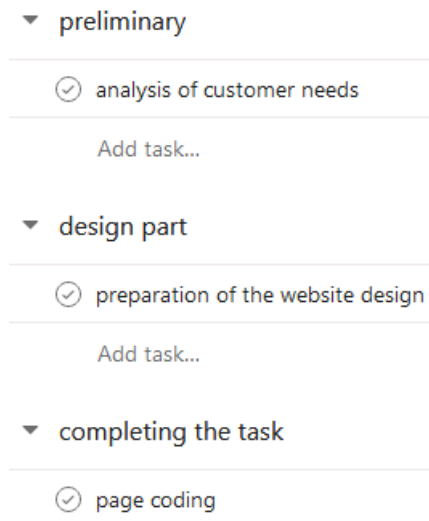 preliminary
analysis of customer needs
Add task...
design part
preparation of the website design
Add task...
completing the task
page coding